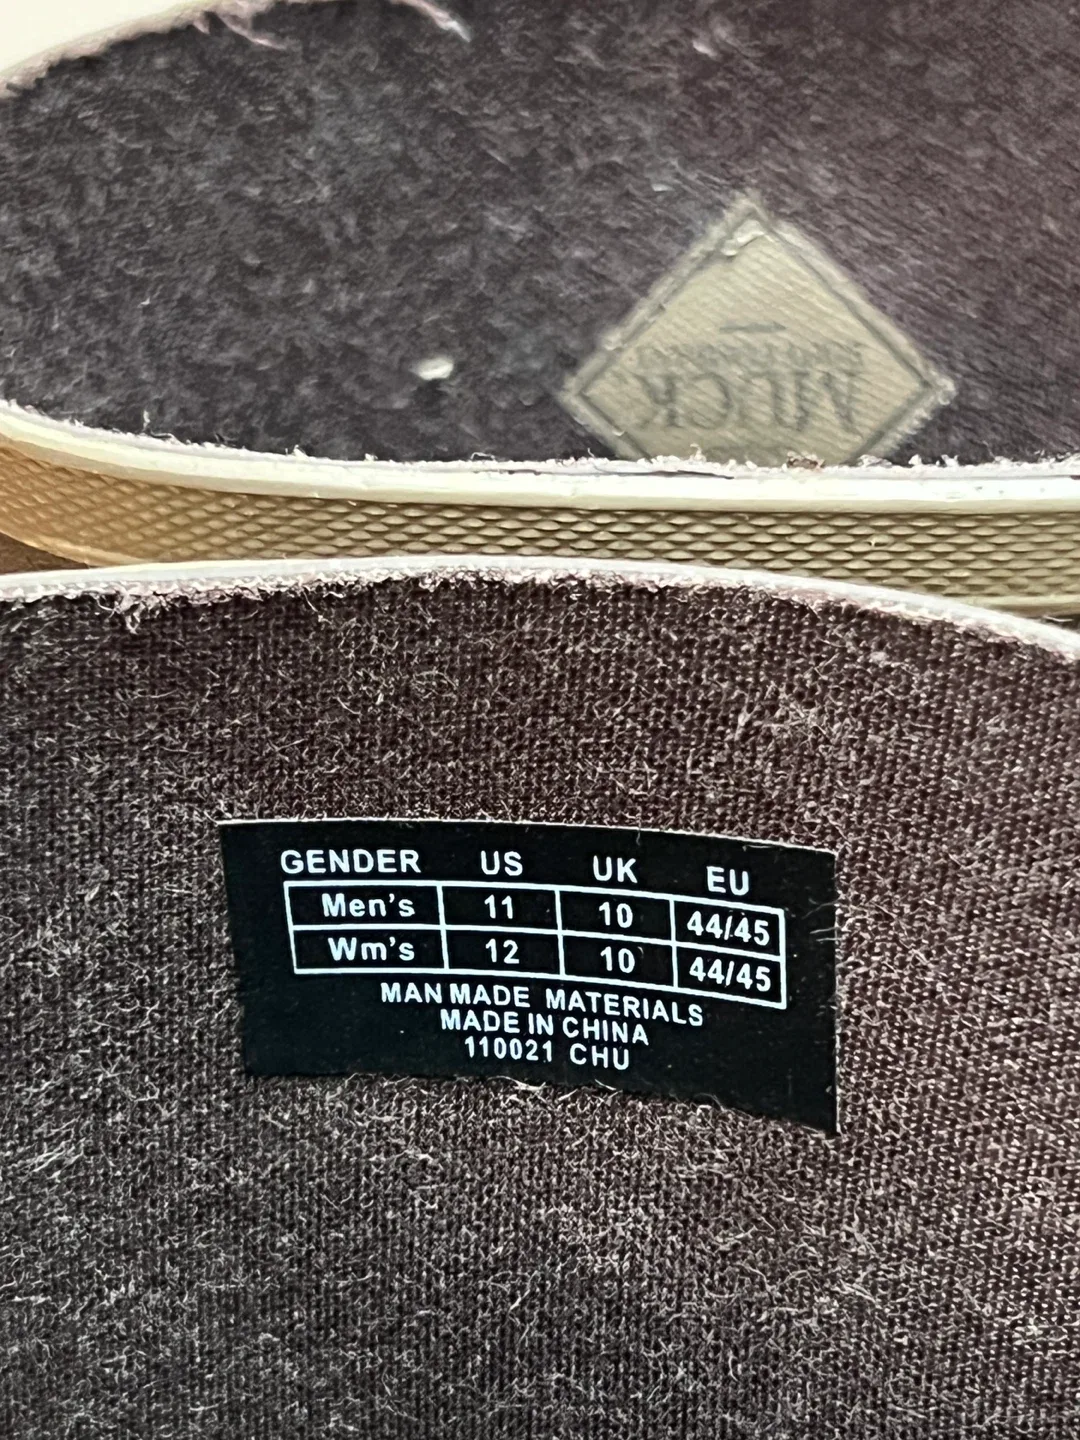 MUCK
GENDER US UK EU
Men's 11 10 44/45
Wm's 12 10 44/45
MAN MADE MATERIALS
MADE IN CHINA
110021 CHU